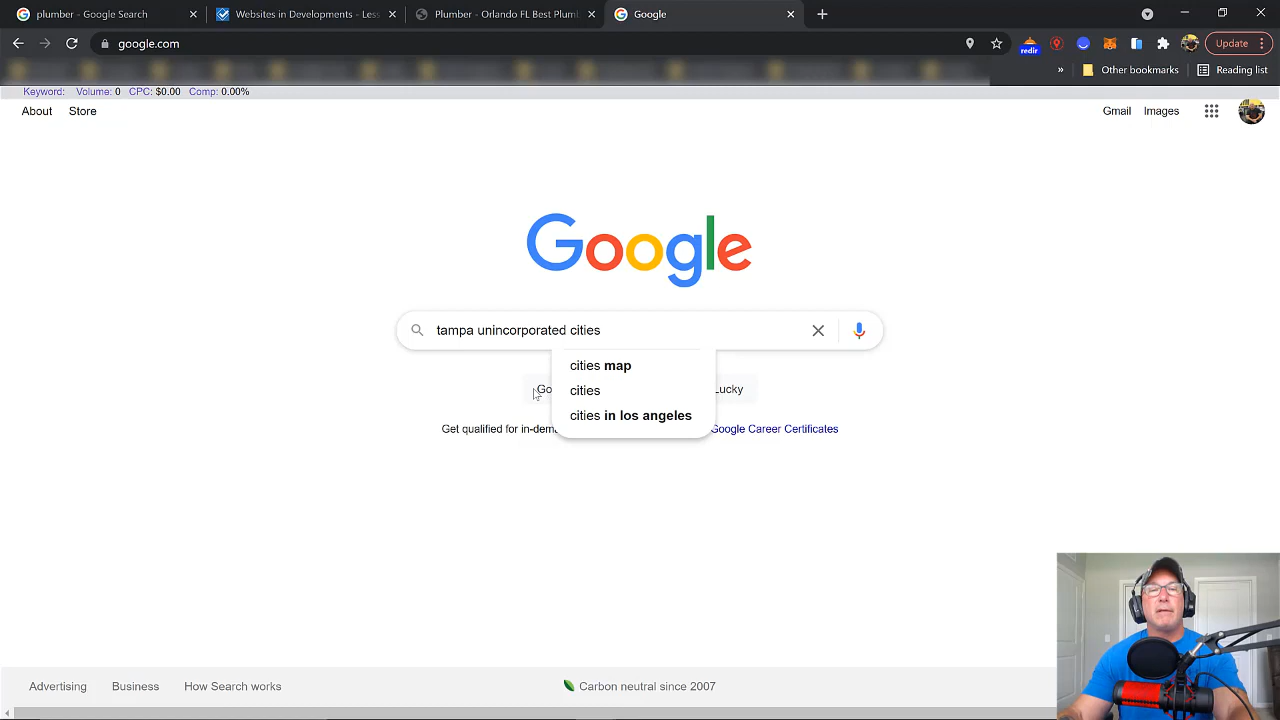 plumber - Google Search
Websites in Developments - Less
Plumber - Orlando FL Best Plumb
Google
google.com
redir
Update
»
Other bookmarks
Reading list
Keyword: Volume: 0 CPC: $0.00 Comp: 0.00%
About Store
Gmail Images
Google
tampa unincorporated cities
cities map
Go
cities
Lucky
cities in los angeles
Get qualified for in-dem
Google Career Certificates
Advertising Business How Search works
Carbon neutral since 2007